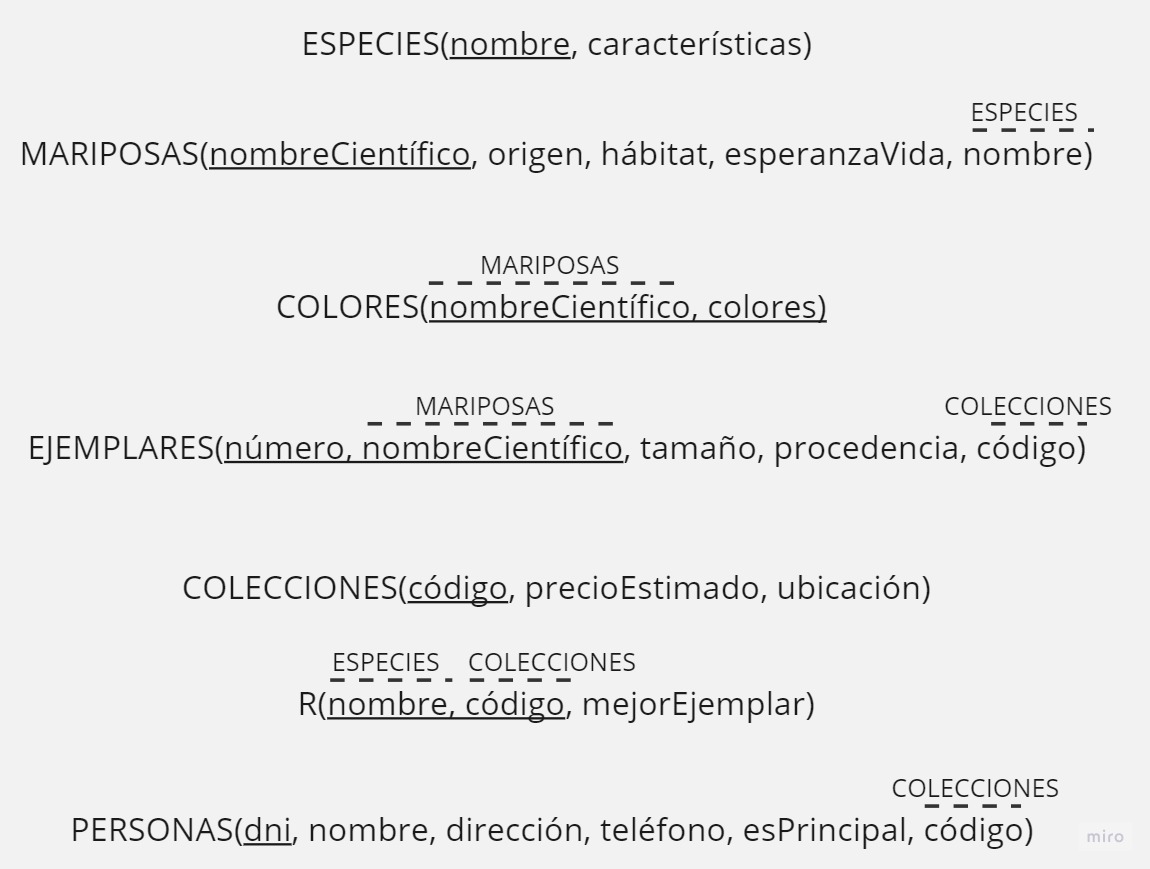 ESPECIES(nombre, características)
ESPECIES
MARIPOSAS(nombreCientífico, origen, hábitat, esperanzaVida, nombre)
MARIPOSAS
COLORES(nombreCientífico, colores)
MARIPOSAS COLECCIONES
EJEMPLARES(número, nombreCientífico, tamaño, procedencia, código)
COLECCIONES(código, precioEstimado, ubicación)
ESPECIES COLECCIONES
R(nombre, código, mejorEjemplar)
COLECCIONES
PERSONAS(dni, nombre, dirección, teléfono, esPrincipal, código)
miro